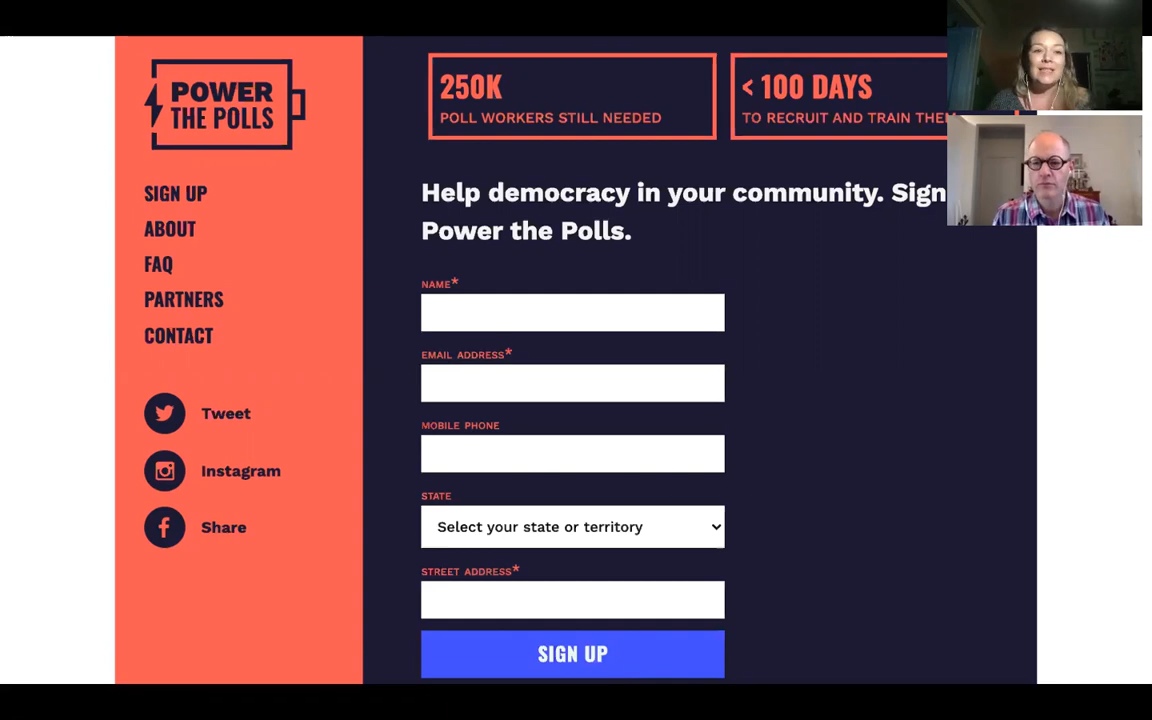 POWER
THE POLLS
SIGN UP
ABOUT
FAQ
PARTNERS
CONTACT
Tweet
Instagram
Share
250K
POLL WORKERS STILL NEEDED
< 100 DAYS
TO RECRUIT AND TRAIN THEM
Help democracy in your community. Sign
Power the Polls.
NAME*
EMAIL ADDRESS*
MOBILE PHONE
STATE
Select your state or territory
STREET ADDRESS*
SIGN UP